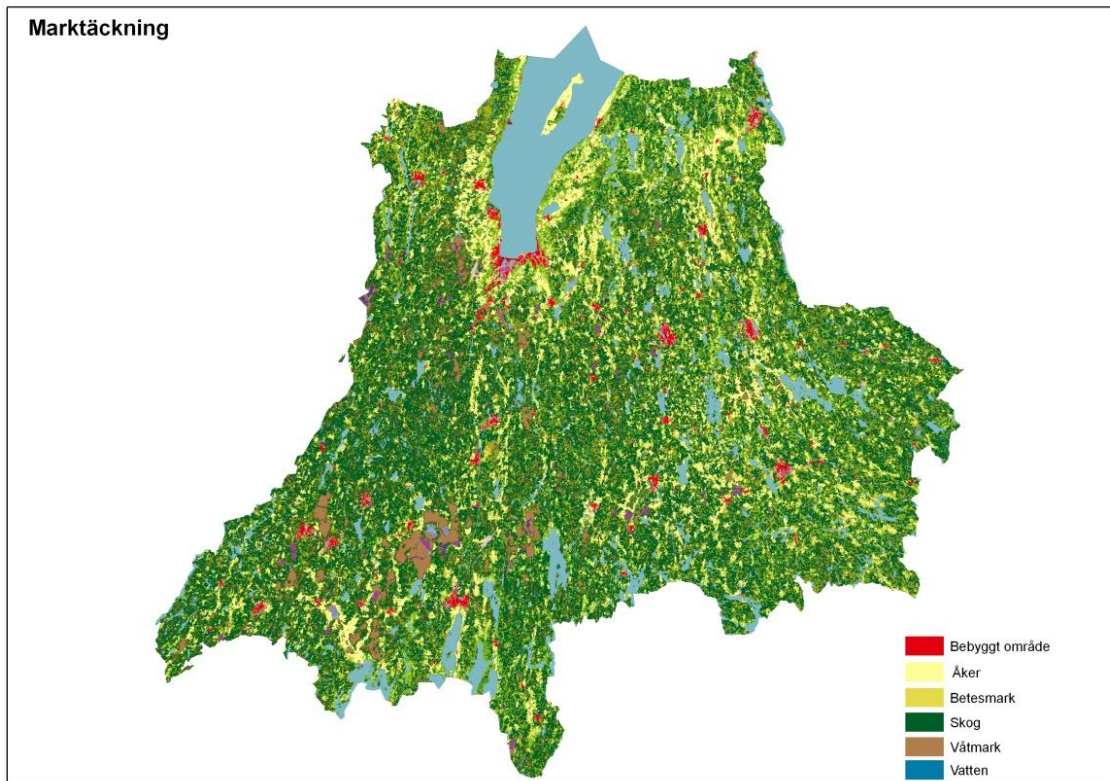 Marktäckning
Bebyggt område
Åker
Betesmark
Skog
Våtmark
Vatten